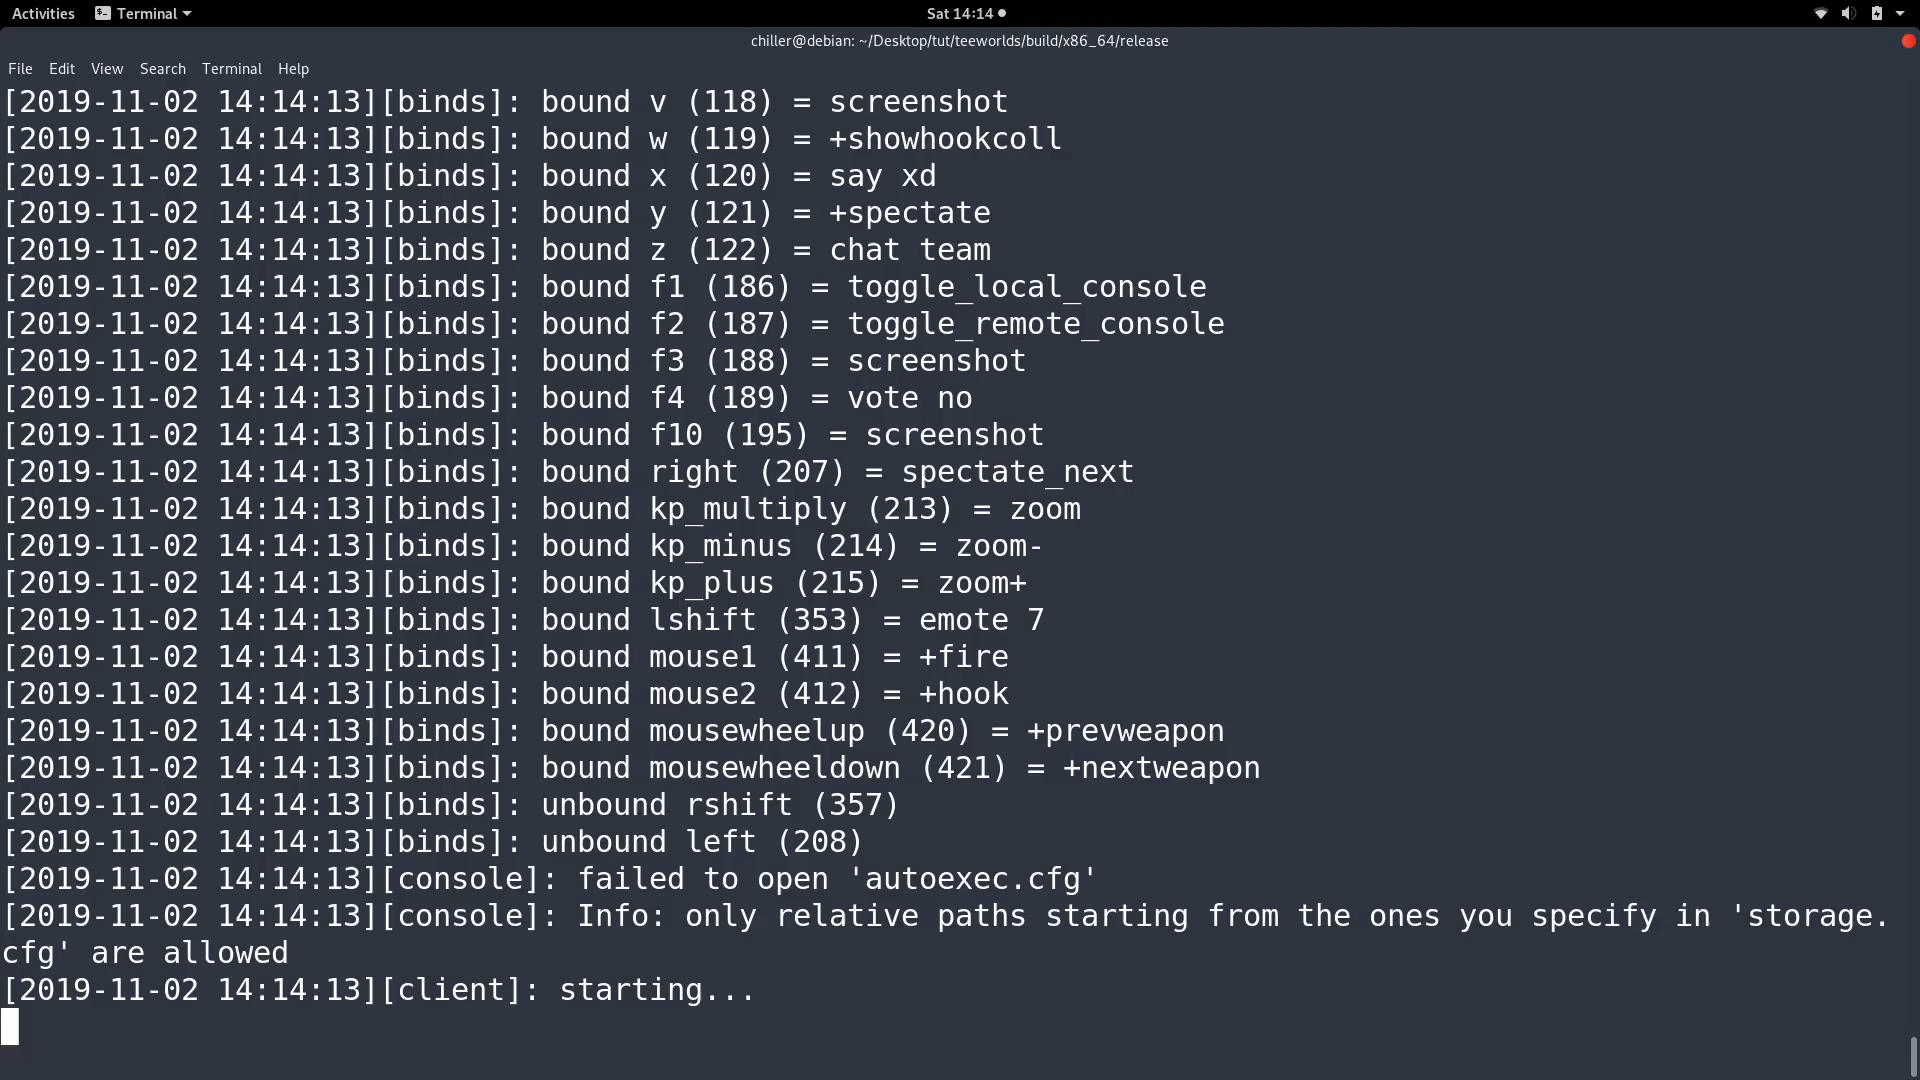 Activities Terminal Sat 14:14
chiller@debian: ~/Desktop/tut/teeworlds/build/x86_64/release
File Edit View Search Terminal Help
[2019-11-02 14:14:13][binds]: bound v (118) = screenshot
[2019-11-02 14:14:13][binds]: bound w (119) = +showhookcoll
[2019-11-02 14:14:13][binds]: bound x (120) = say xd
[2019-11-02 14:14:13][binds]: bound y (121) = +spectate
[2019-11-02 14:14:13][binds]: bound z (122) = chat team
[2019-11-02 14:14:13][binds]: bound f1 (186) = toggle_local_console
[2019-11-02 14:14:13][binds]: bound f2 (187) = toggle_remote_console
[2019-11-02 14:14:13][binds]: bound f3 (188) = screenshot
[2019-11-02 14:14:13][binds]: bound f4 (189) = vote no
[2019-11-02 14:14:13][binds]: bound f10 (195) = screenshot
[2019-11-02 14:14:13][binds]: bound right (207) = spectate_next
[2019-11-02 14:14:13][binds]: bound kp_multiply (213) = zoom
[2019-11-02 14:14:13][binds]: bound kp_minus (214) = zoom-
[2019-11-02 14:14:13][binds]: bound kp_plus (215) = zoom+
[2019-11-02 14:14:13][binds]: bound lshift (353) = emote 7
[2019-11-02 14:14:13][binds]: bound mouse1 (411) = +fire
[2019-11-02 14:14:13][binds]: bound mouse2 (412) = +hook
[2019-11-02 14:14:13][binds]: bound mousewheelup (420) = +prevweapon
[2019-11-02 14:14:13][binds]: bound mousewheeldown (421) = +nextweapon
[2019-11-02 14:14:13][binds]: unbound rshift (357)
[2019-11-02 14:14:13][binds]: unbound left (208)
[2019-11-02 14:14:13][console]: failed to open 'autoexec.cfg'
[2019-11-02 14:14:13][console]: Info: only relative paths starting from the ones you specify in 'storage.
cfg' are allowed
[2019-11-02 14:14:13][client]: starting...